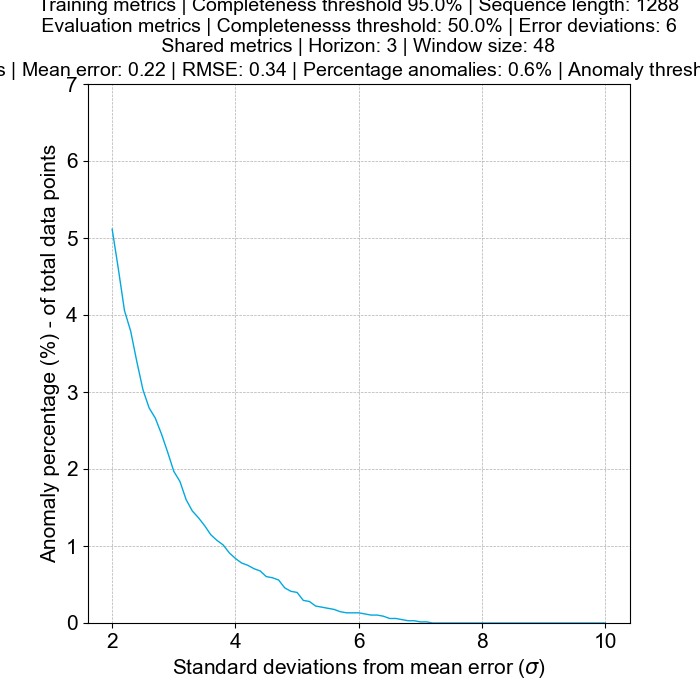 Training metrics | Completeness threshold 95.0% | Sequence length: 1288
Evaluation metrics | Completenesss threshold: 50.0% | Error deviations: 6
Shared metrics | Horizon: 3 | Window size: 48
s | Mean error: 0.22 | RMSE: 0.34 | Percentage anomalies: 0.6% | Anomaly thresh
7
6
5
4
3
2
1
0
Anomaly percentage (%) - of total data points
2 4 6 8 10
Standard deviations from mean error (σ)